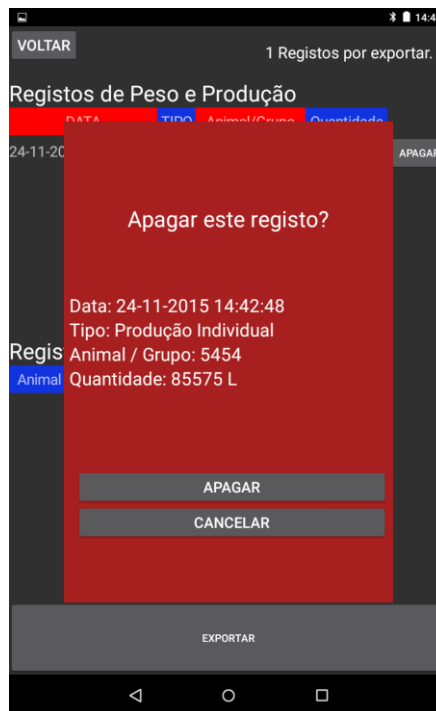 14:4
VOLTAR
1 Registos por exportar.
Registos de Peso e Produção
DATA TIPO Animal/Grupo Quantidade
24-11-20
APAGAR
Apagar este registo?
Data: 24-11-2015 14:42:48
Tipo: Produção Individual
Animal / Grupo: 5454
Quantidade: 85575 L
Regis
Animal
APAGAR
CANCELAR
EXPORTAR